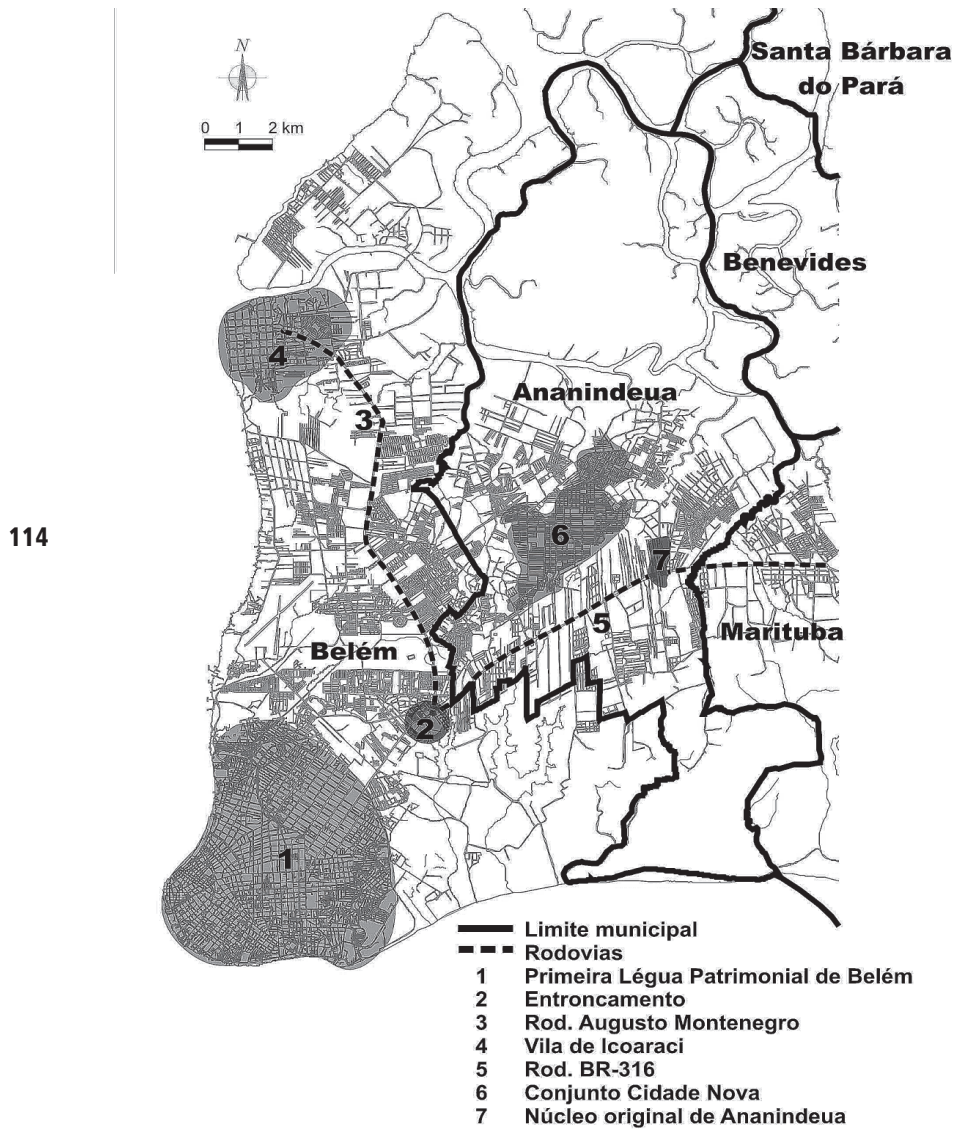 N
Santa Bárbara
do Pará
0 1 2 km
Benevides
4
Ananindeua
3
114
6
7
5
Marituba
Belém
2
1
Limite municipal
Rodovias
1 Primeira Légua Patrimonial de Belém
2 Entroncamento
3 Rod. Augusto Montenegro
4 Vila de Icoaraci
5 Rod. BR-316
6 Conjunto Cidade Nova
7 Núcleo original de Ananindeua